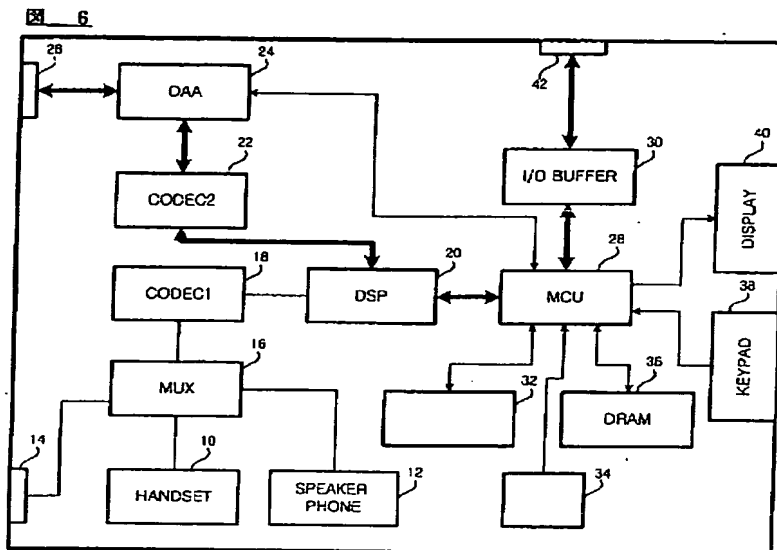 図 6
26
24
DAA
42
40
22
30
DISPLAY
CODEC2
I/O BUFFER
18
20
28
38
CODEC1
DSP
MCU
KEYPAD
16
32
36
MUX
DRAM
14
10
12
34
HANDSET
SPEAKER
PHONE